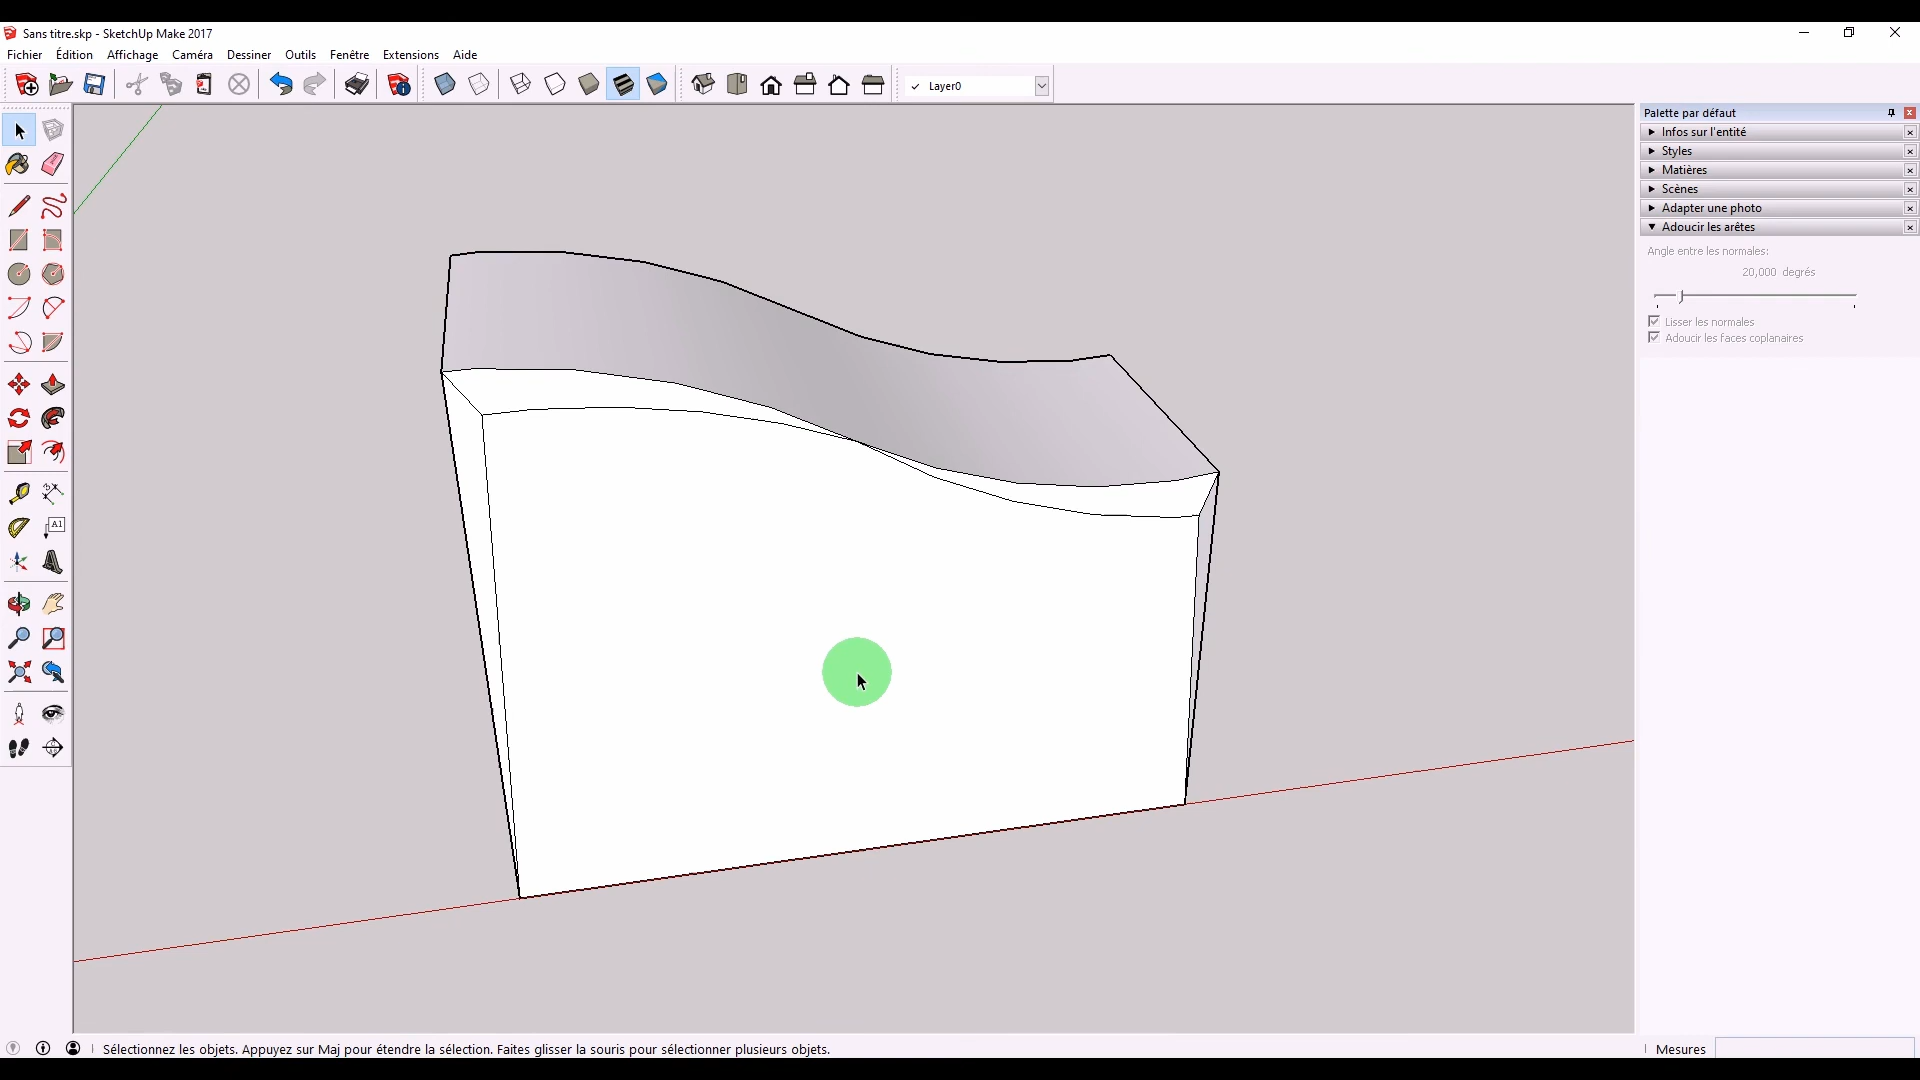 Sans titre.skp - SketchUp Make 2017
Fichier Édition Affichage Caméra Dessiner Outils Fenêtre Extensions Aide
Layer0
Palette par défaut
Infos sur l'entité
Styles
Matières
Scènes
Adapter une photo
Adoucir les arêtes
Angle entre les normales:
20,000 degrés
Lisser les normales
Adoucir les faces coplanaires
A1
Sélectionnez les objets. Appuyez sur Maj pour étendre la sélection. Faites glisser la souris pour sélectionner plusieurs objets.
Mesures